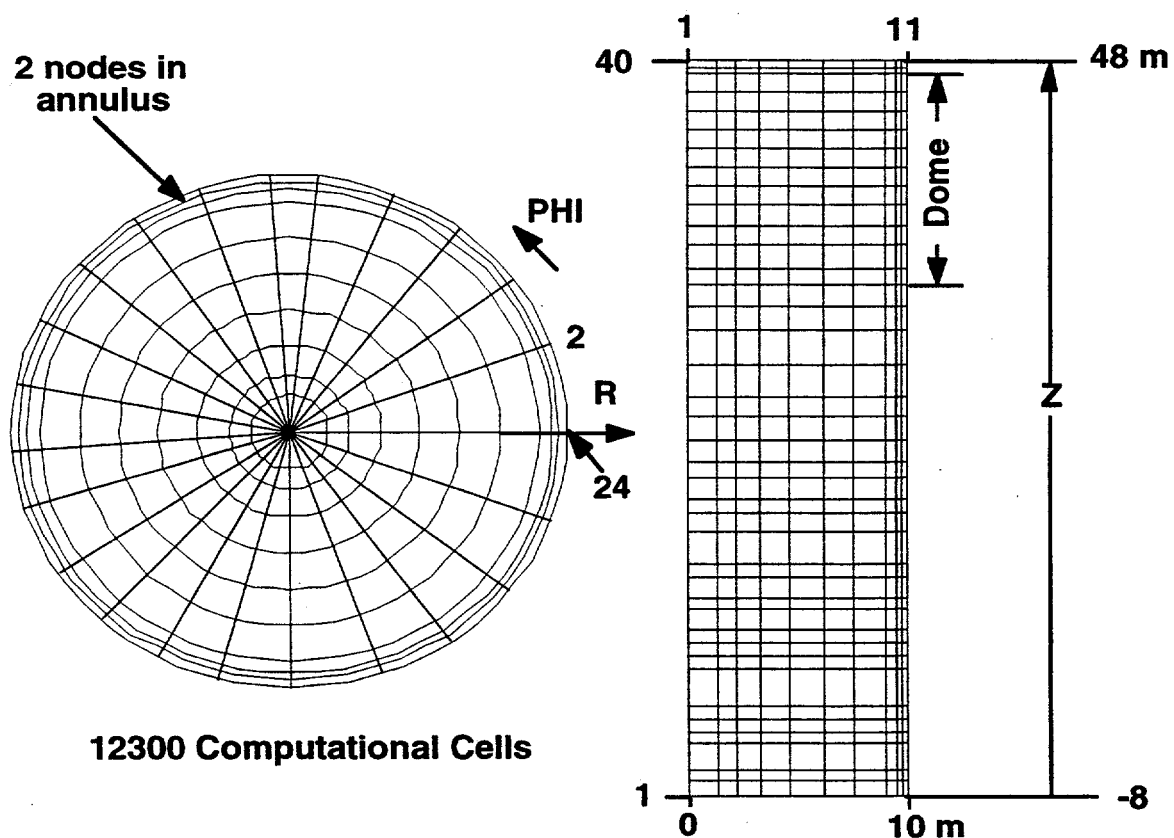 2 nodes in
annulus
PHI
2
R
24
12300 Computational Cells
1
11
40
48 m
Dome
Z
1
-8
0
10 m